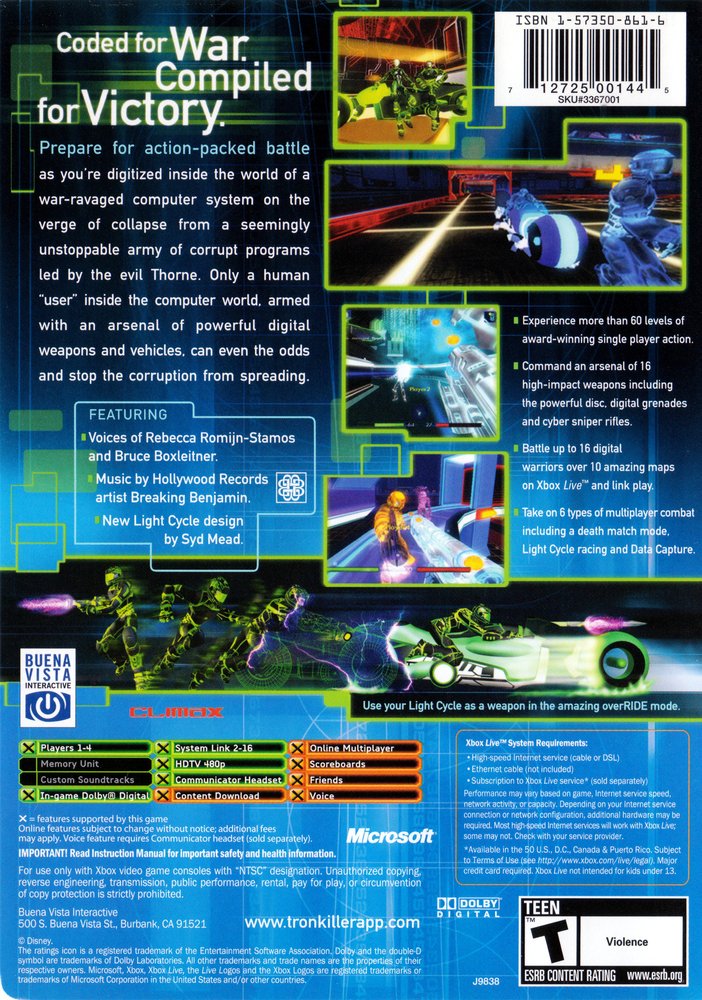 Coded for War.
Compiled
for Victory.
Prepare for action-packed battle
as you're digitized inside the world of a
war-ravaged computer system on the
verge of collapse from a seemingly
unstoppable army of corrupt programs
led by the evil Thorne. Only a human
"user" inside the computer world, armed
with an arsenal of powerful digital
weapons and vehicles, can even the odds
and stop the corruption from spreading.
FEATURING
Voices of Rebecca Romijn-Stamos
and Bruce Boxleitner.
Music by Hollywood Records
artist Breaking Benjamin.
New Light Cycle design
by Syd Mead.
ISBN 1-57350-861-6
7 12725 00144 5
SKU#3367001
Player2
Experience more than 60 levels of
award-winning single player action.
Command an arsenal of 16
high-impact weapons including
the powerful disc, digital grenades
and cyber sniper rifles.
Battle up to 16 digital
warriors over 10 amazing maps
on Xbox Live™ and link play.
Take on 6 types of multiplayer combat
including a death match mode,
Light Cycle racing and Data Capture.
Use your Light Cycle as a weapon in the amazing overRIDE mode.
BUENA
VISTA
INTERACTIVE
CLIMAX
Players 1-4
Memory Unit
Custom Soundtracks
In-game Dolby® Digital
System Link 2-16
HDTV 480p
Communicator Headset
Content Download
Online Multiplayer
Scoreboards
Friends
Voice
X = features supported by this game
Online features subject to change without notice; additional fees
may apply. Voice feature requires Communicator headset (sold separately).
Microsoft®
IMPORTANT! Read Instruction Manual for important safety and health information.
For use only with Xbox video game consoles with "NTSC" designation. Unauthorized copying,
reverse engineering, transmission, public performance, rental, pay for play, or circumvention
of copy protection is strictly prohibited.
Buena Vista Interactive
500 S. Buena Vista St., Burbank, CA 91521
www.tronkillerapp.com
© Disney.
The ratings icon is a registered trademark of the Entertainment Software Association. Dolby and the double-D
symbol are trademarks of Dolby Laboratories. All other trademarks and trade names are the properties of their
respective owners. Microsoft, Xbox, Xbox Live, the Live Logos and the Xbox Logos are registered trademarks or
trademarks of Microsoft Corporation in the United States and/or other countries.
Xbox Live™ System Requirements:
• High-speed Internet service (cable or DSL)
• Ethernet cable (not included)
• Subscription to Xbox Live service* (sold separately)
Performance may vary based on game, Internet speed,
network activity, or capacity. Depending on your Internet service
connection or network configuration, additional hardware may be
required. Most high-speed Internet services will work with Xbox Live;
some may not. Check with your service provider.
*Available in the 50 U.S., D.C., Canada & Puerto Rico. Subject
to Terms of Use (see http://www.xbox.com/live/legal). Major
credit card required. Xbox Live not intended for kids under 13.
DOLBY
DIGITAL
J9838
TEEN
T
Violence
ESRB CONTENT RATING www.esrb.org